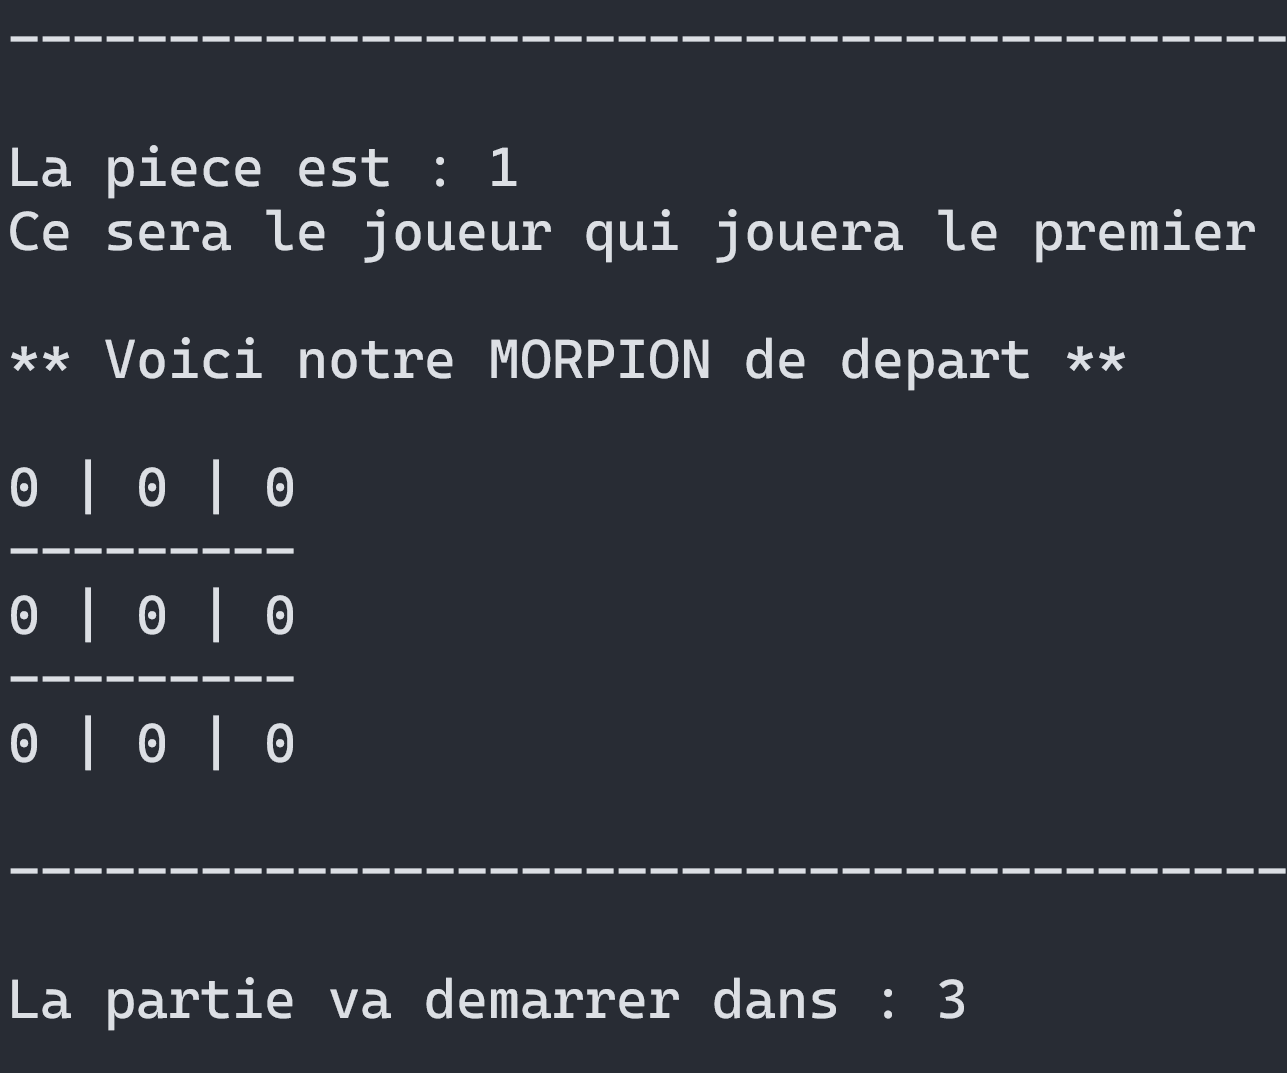 ----------------------------------------
La piece est : 1
Ce sera le joueur qui jouera le premier
** Voici notre MORPION de depart **
0 | 0 | 0
---------
0 | 0 | 0
---------
0 | 0 | 0
----------------------------------------
La partie va demarrer dans : 3